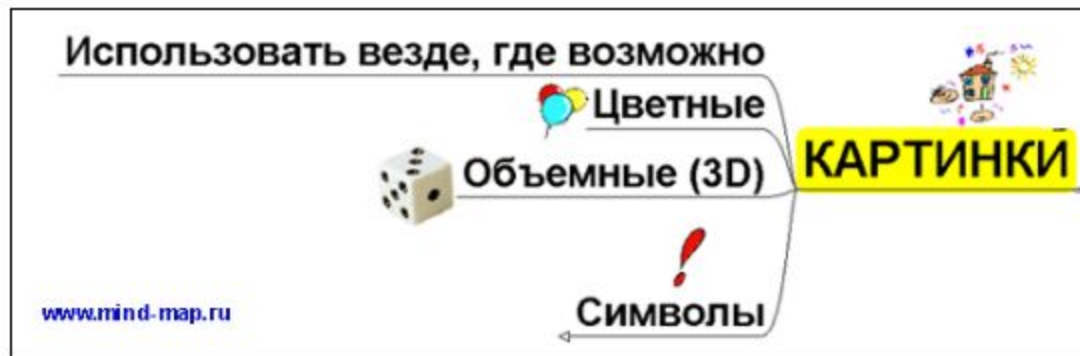 Использовать везде, где возможно
Цветные
Объемные (3D)
КАРТИНКИ
Символы
www.mind-map.ru